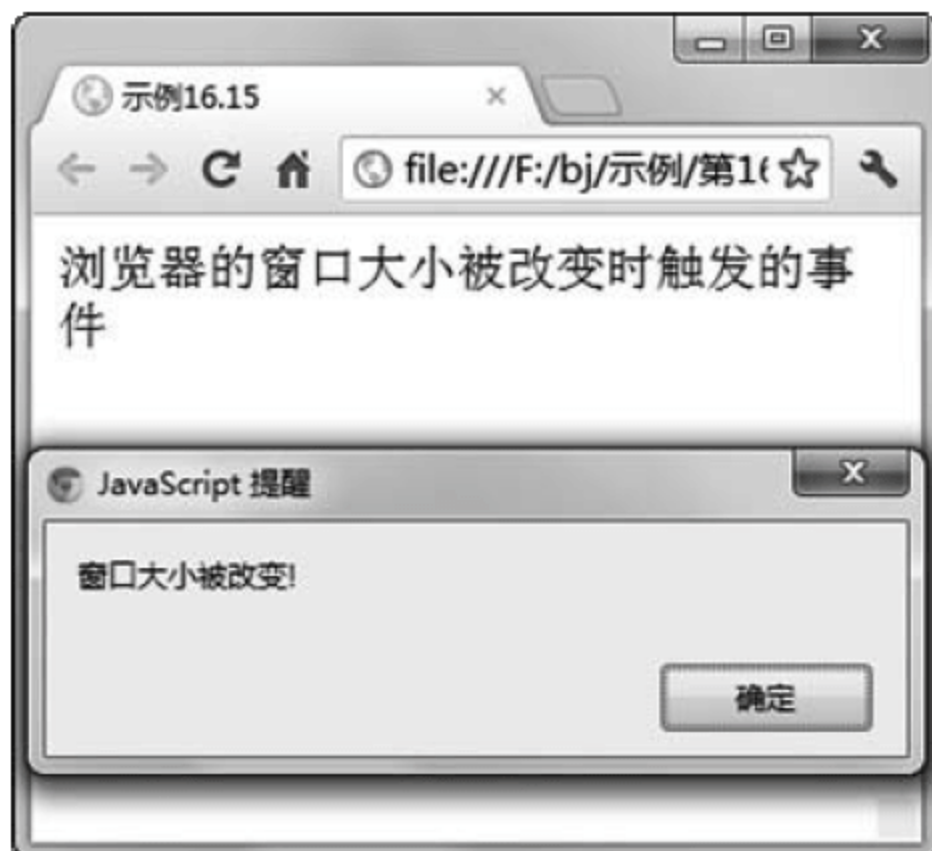 示例16.15
file:///F:/bj/示例/第16
浏览器的窗口大小被改变时触发的事
件
JavaScript 提醒
窗口大小被改变!
确定